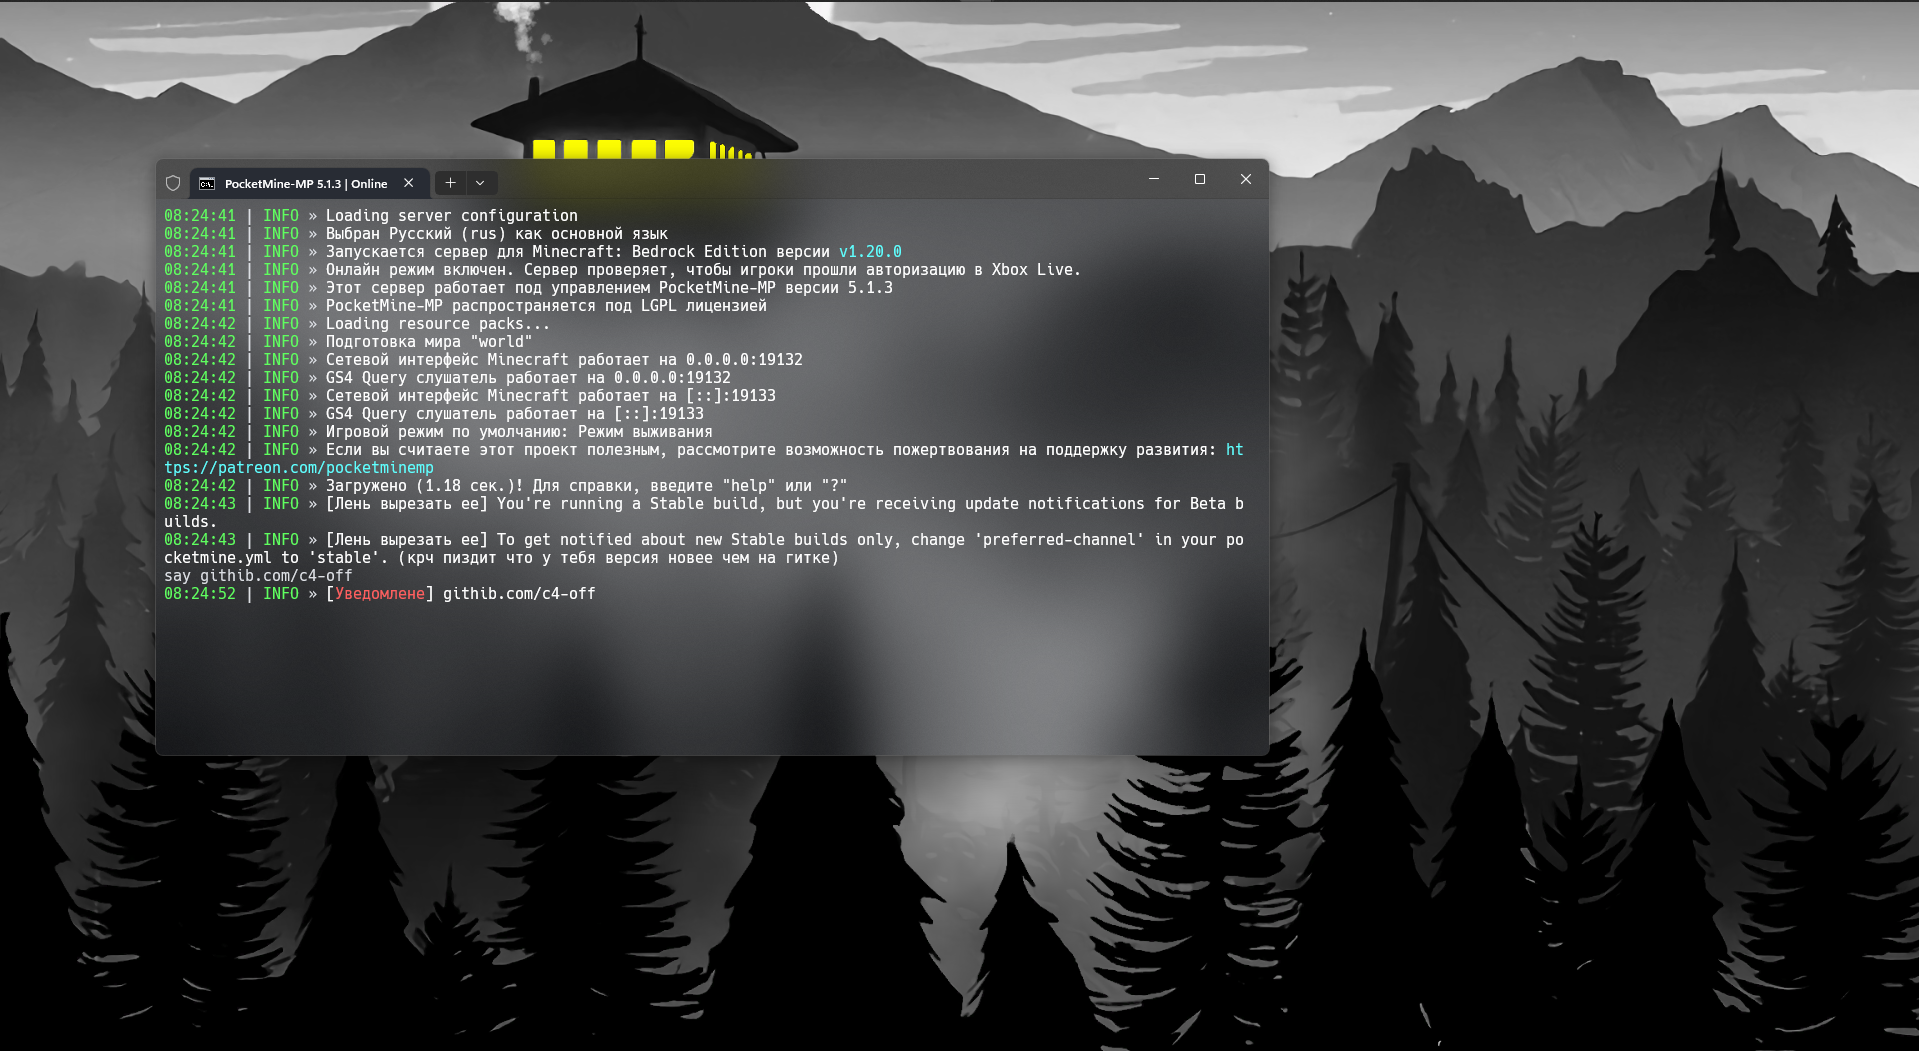 PocketMine-MP 5.1.3 | Online
08:24:41 | INFO » Loading server configuration
08:24:41 | INFO » Выбран Русский (rus) как основной язык
08:24:41 | INFO » Запускается сервер для Minecraft: Bedrock Edition версии v1.20.0
08:24:41 | INFO » Онлайн режим включен. Сервер проверяет, чтобы игроки прошли авторизацию в Xbox Live.
08:24:41 | INFO » Этот сервер работает под управлением PocketMine-MP версии 5.1.3
08:24:41 | INFO » PocketMine-MP распространяется под LGPL лицензией
08:24:42 | INFO » Loading resource packs...
08:24:42 | INFO » Подготовка мира "world"
08:24:42 | INFO » Сетевой интерфейс Minecraft работает на 0.0.0.0:19132
08:24:42 | INFO » GS4 Query слушатель работает на 0.0.0.0:19132
08:24:42 | INFO » Сетевой интерфейс Minecraft работает на [::]:19133
08:24:42 | INFO » GS4 Query слушатель работает на [::]:19133
08:24:42 | INFO » Игровой режим по умолчанию: Режим выживания
08:24:42 | INFO » Если вы считаете этот проект полезным, рассмотрите возможность пожертвования на поддержку развития: ht
tps://patreon.com/pocketminemp
08:24:42 | INFO » Загружено (1.18 сек.)! Для справки, введите "help" или "?"
08:24:43 | INFO » [Лень вырезать ее] You're running a Stable build, but you're receiving update notifications for Beta b
uilds.
08:24:43 | INFO » [Лень вырезать ее] To get notified about new Stable builds only, change 'preferred-channel' in your po
cketmine.yml to 'stable'. (крч пиздит что у тебя версия новее чем на гитке)
say githib.com/c4-off
08:24:52 | INFO » [Уведомлене] githib.com/c4-off